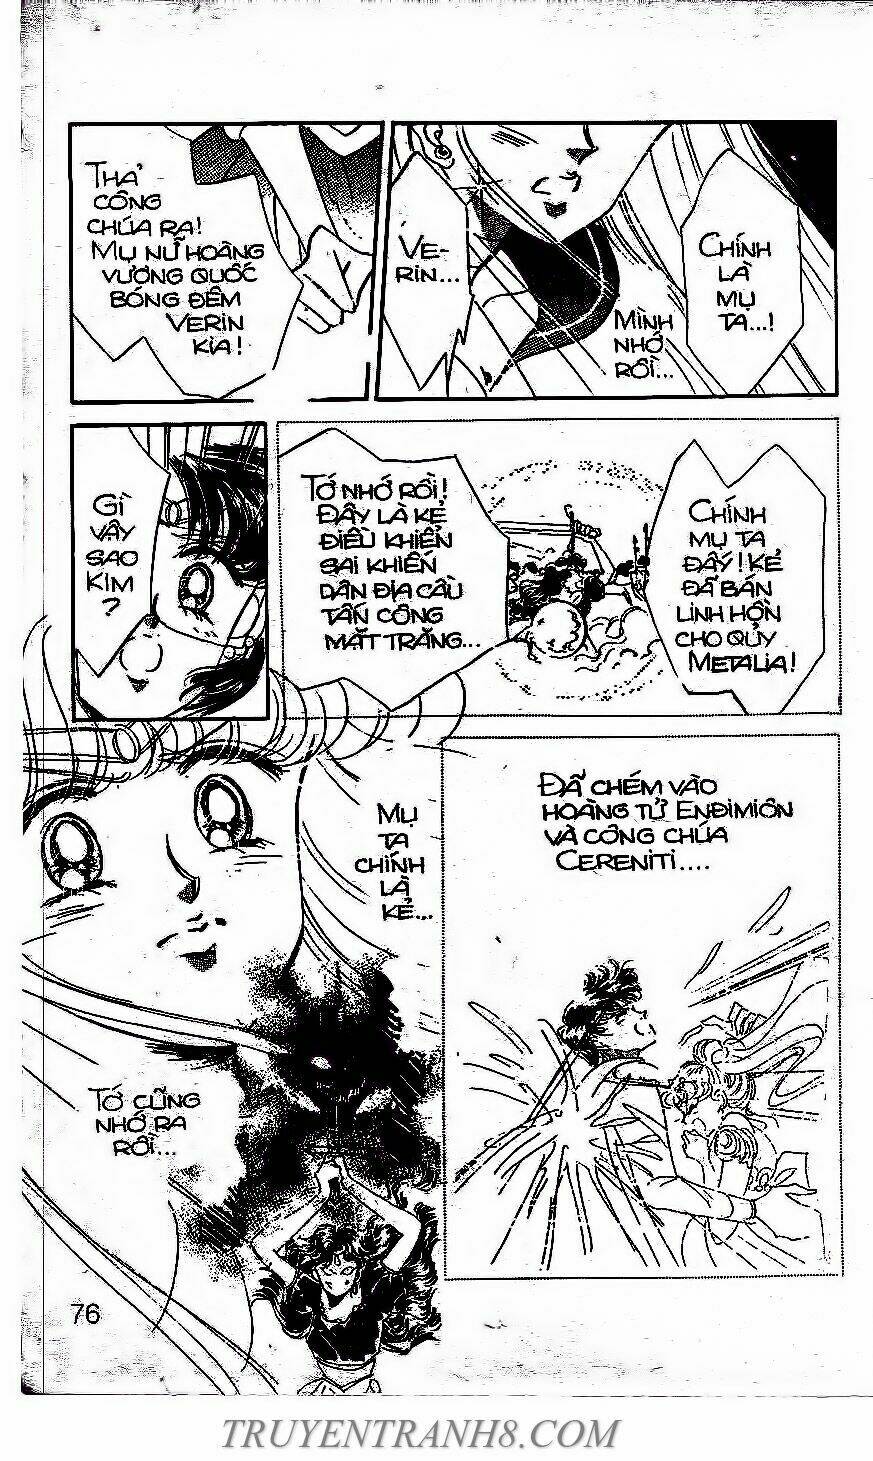 THẢ
CÔNG
CHÚA RA!
MỤ NỮ HOÀNG
VƯƠNG QUỐC
BÓNG ĐÊM
VERIN
KIA!
VE-
RIN...
MÌNH
NHỚ
RỒI...
CHÍNH
LÀ
MỤ
TA...!
GÌ
VẬY
SAO
KIM
?
TỚ NHỚ RỒI!
ĐÂY LÀ KẺ
ĐIỀU KHIỂN
SAI KHIẾN
DÂN ĐỊA CẦU
TẤN CÔNG
MẶT TRĂNG...
CHÍNH
MỤ TA
ĐẤY! KẺ
ĐÃ BÁN
LINH HỒN
CHO QUỶ
METALIA!
MỤ
TA
CHÍNH
LÀ
KẺ...
ĐÃ CHÉM VÀO
HOÀNG TỬ ENĐIMIÔN
VÀ CÔNG CHÚA
CERENITI....
TỚ CŨNG
NHỚ RA
RỒI...
76
TRUYENTRANH8.COM